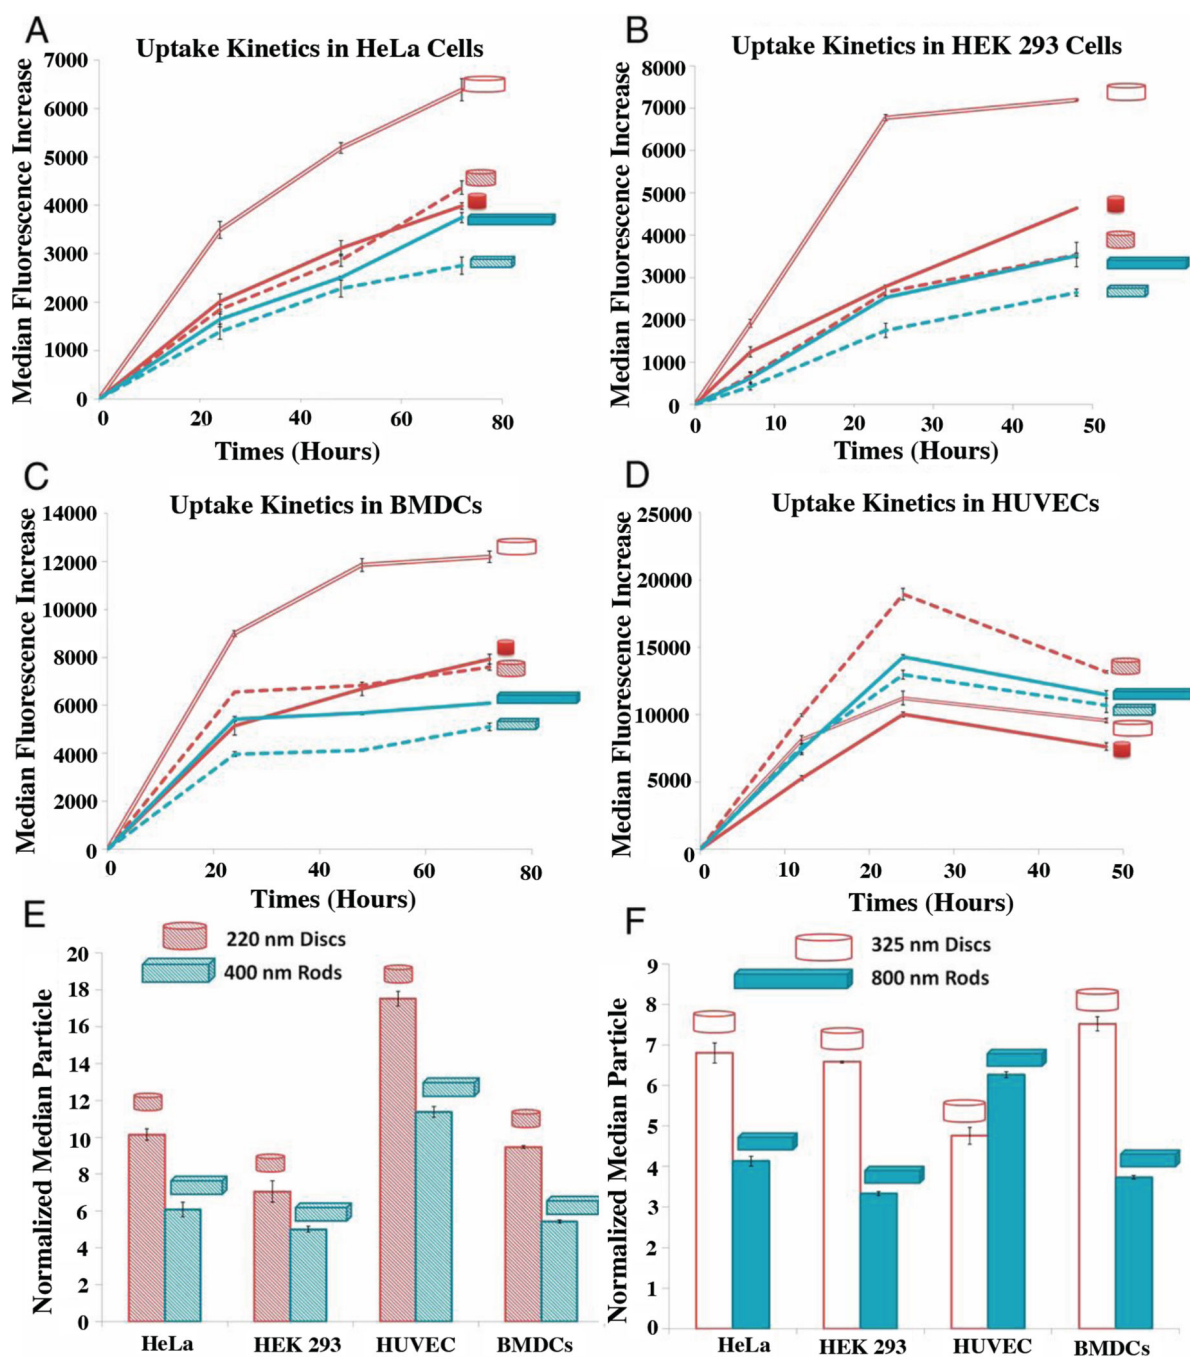 A
Uptake Kinetics in HeLa Cells
Median Fluorescence Increase
7000
6000
5000
4000
3000
2000
1000
0
0 20 40 60 80
Times (Hours)
B
Uptake Kinetics in HEK 293 Cells
Median Fluorescence Increase
8000
7000
6000
5000
4000
3000
2000
1000
0
0 10 20 30 40 50
Times (Hours)
C
Uptake Kinetics in BMDCs
Median Fluorescence Increase
14000
12000
10000
8000
6000
4000
2000
0
0 20 40 60 80
Times (Hours)
D
Uptake Kinetics in HUVECs
Median Fluorescence Increase
25000
20000
15000
10000
5000
0
0 10 20 30 40 50
Times (Hours)
E
220 nm Discs
400 nm Rods
Normalized Median Particle
20
18
16
14
12
10
8
6
4
2
0
HeLa HEK 293 HUVEC BMDCs
F
325 nm Discs
800 nm Rods
Normalized Median Particle
9
8
7
6
5
4
3
2
1
0
HeLa HEK 293 HUVEC BMDCs